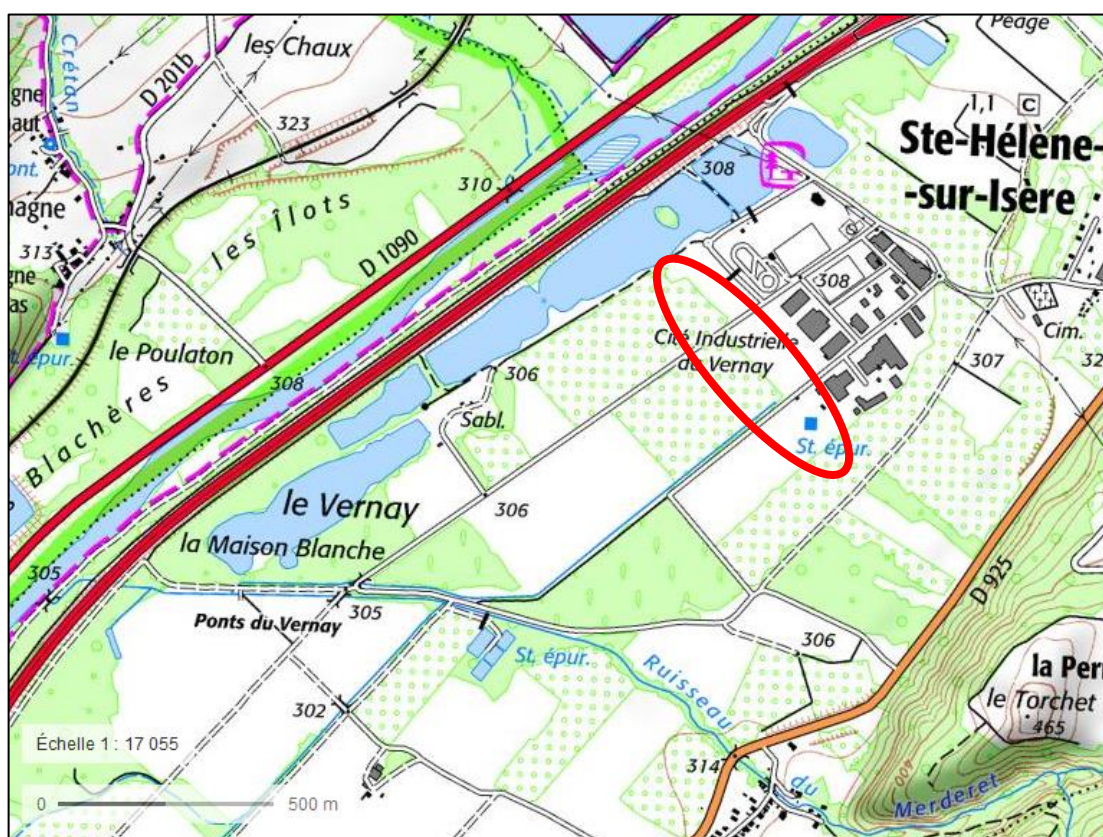 Crétan
les Chaux
Péage
D 201b
1,1
C
Ste-Hélène-
-sur-Isère
323
310
308
les Îlots
D 1090
313
308
Cim.
le Poulaton
Cité Industrielle
du Vernay
307
308
306
Sabl.
Blachères
St. épur.
le Vernay
306
la Maison Blanche
D 925
305
305
Ponts du Vernay
306
St. épur.
Ruisseau
la Perr
le Torchet
465
302
Échelle 1 : 17 055
314
400
du
Merderet
0
500 m